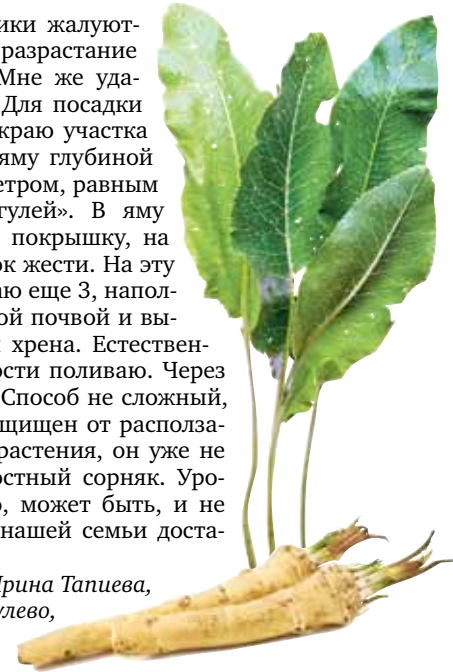 ики жалуют-
разрастание
Мне же уда-
Для посадки
краю участка
яму глубиной
етром, равным
гулей». В яму
покрышку, на
ок жести. На эту
аю еще 3, напол-
ой почвой и вы-
хрена. Естествен-
ости поливаю. Через
Способ не сложный,
щищен от располза-
растения, он уже не
остный сорняк. Уро-
о, может быть, и не
нашей семьи доста-
Ирина Тапиева,
улево,